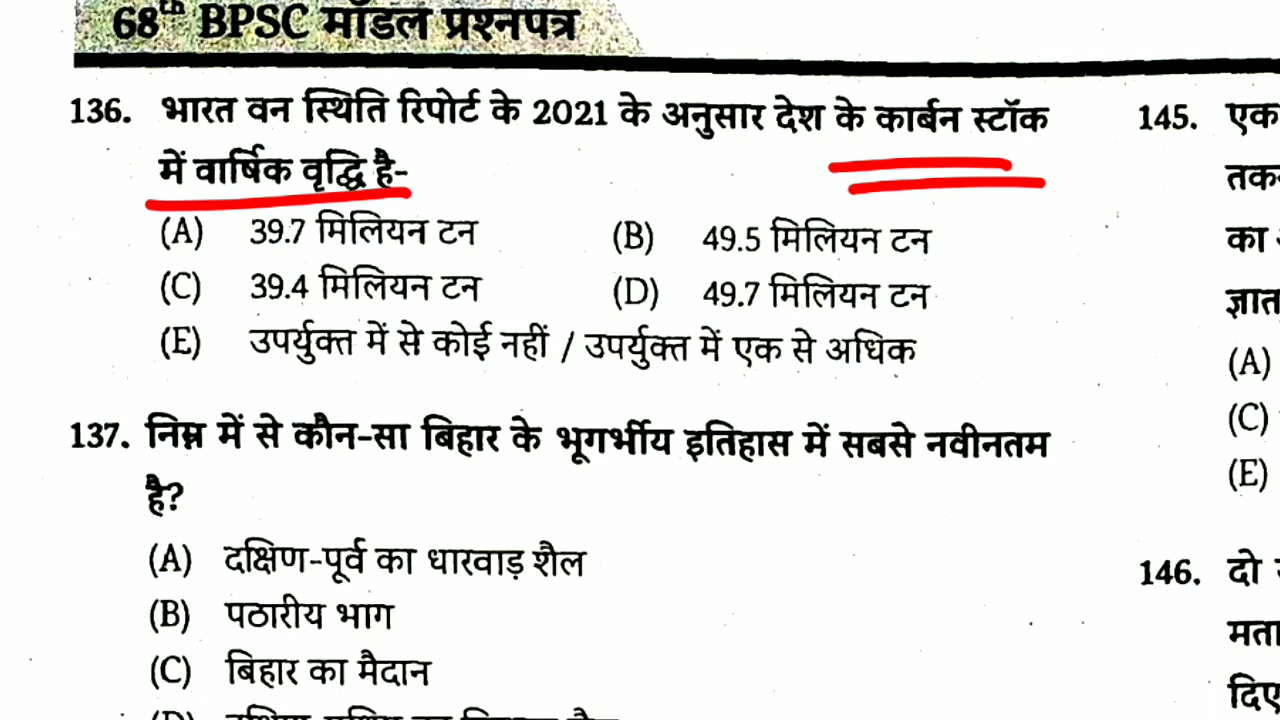 68th BPSC मॉडल प्रश्नपत्र
136. भारत वन स्थिति रिपोर्ट के 2021 के अनुसार देश के कार्बन स्टॉक
में वार्षिक वृद्धि है-
(A) 39.7 मिलियन टन (B) 49.5 मिलियन टन
(C) 39.4 मिलियन टन (D) 49.7 मिलियन टन
(E) उपर्युक्त में से कोई नहीं / उपर्युक्त में एक से अधिक
137. निम्न में से कौन-सा बिहार के भूगर्भीय इतिहास में सबसे नवीनतम
है?
(A) दक्षिण-पूर्व का धारवाड़ शैल
(B) पठारीय भाग
(C) बिहार का मैदान
145. एक
का
ज्ञात
(A)
(C)
(E)
146. दो